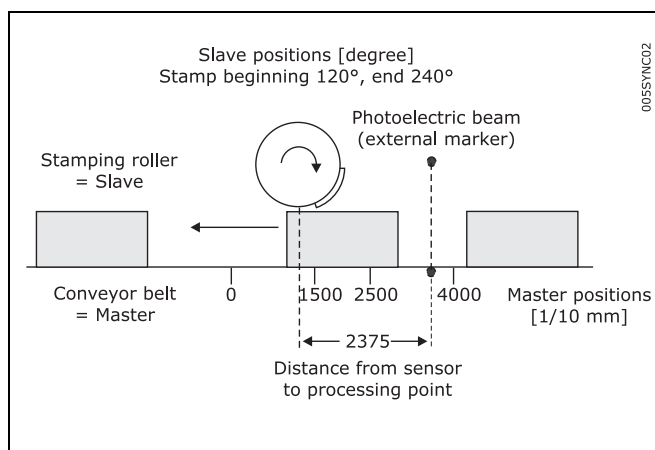 Slave positions [degree]
Stamp beginning 120°, end 240°
005SYNC02
Photoelectric beam
(external marker)
Stamping roller
= Slave
Conveyor belt
= Master
0
1500
2500
4000
Master positions
[1/10 mm]
2375
Distance from sensor
to processing point